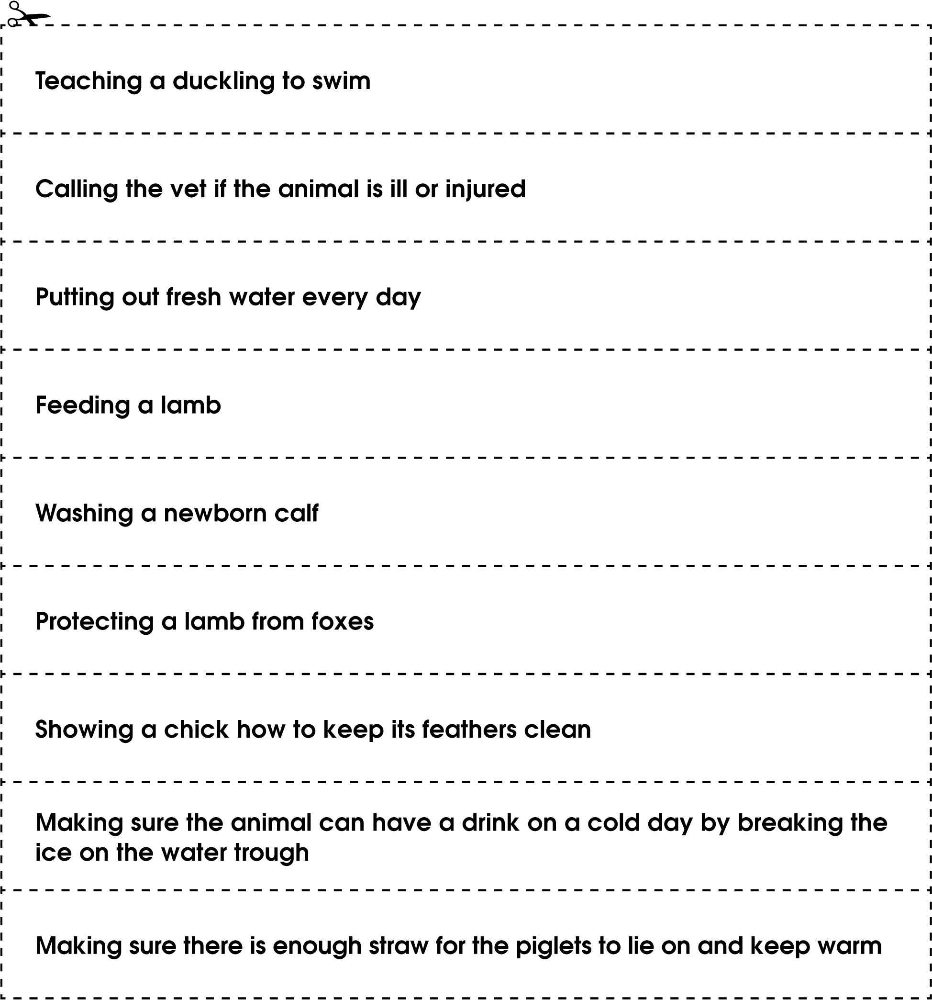 Teaching a duckling to swim
Calling the vet if the animal is ill or injured
Putting out fresh water every day
Feeding a lamb
Washing a newborn calf
Protecting a lamb from foxes
Showing a chick how to keep its feathers clean
Making sure the animal can have a drink on a cold day by breaking the
ice on the water trough
Making sure there is enough straw for the piglets to lie on and keep warm